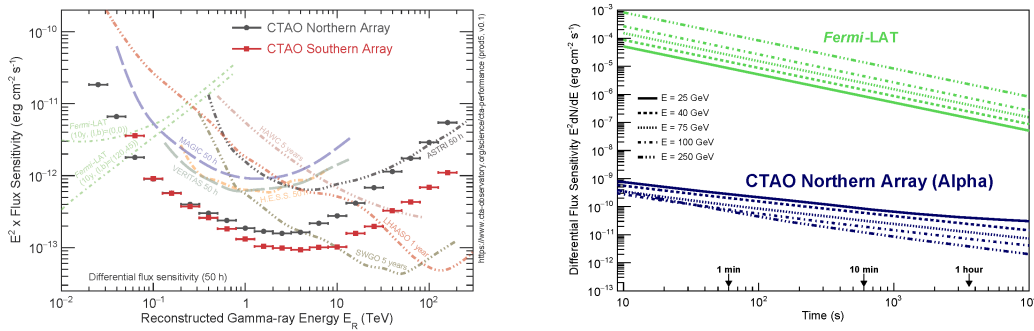 10⁻¹⁰
10⁻¹¹
10⁻¹²
10⁻¹³
E² x Flux Sensitivity (erg cm⁻² s⁻¹)
CTAO Northern Array
CTAO Southern Array
Fermi-LAT
(10y, (l,b)=(0,0))
Fermi-LAT
MAGIC 50 h
VERITAS 50 h
H.E.S.S. 50 h
HAWC 5 years
ASTRI 50 h
LHAASO 1 year
SWGO 5 years
Differential flux sensitivity (50 h)
10⁻² 10⁻¹ 1 10 10²
Reconstructed Gamma-ray Energy E_R (TeV)
https://www.cta-observatory.org/science/cta-performance (prod5, v0.1)
Differential Flux Sensitivity E²dN/dE (erg cm⁻² s⁻¹)
10⁻³
10⁻⁴
10⁻⁵
10⁻⁶
10⁻⁷
10⁻⁸
10⁻⁹
10⁻¹⁰
10⁻¹¹
10⁻¹²
10⁻¹³
Fermi-LAT
E = 25 GeV
E = 40 GeV
E = 75 GeV
E = 100 GeV
E = 250 GeV
CTAO Northern Array (Alpha)
1 min 10 min 1 hour
10 10² 10³ 10⁴
Time (s)